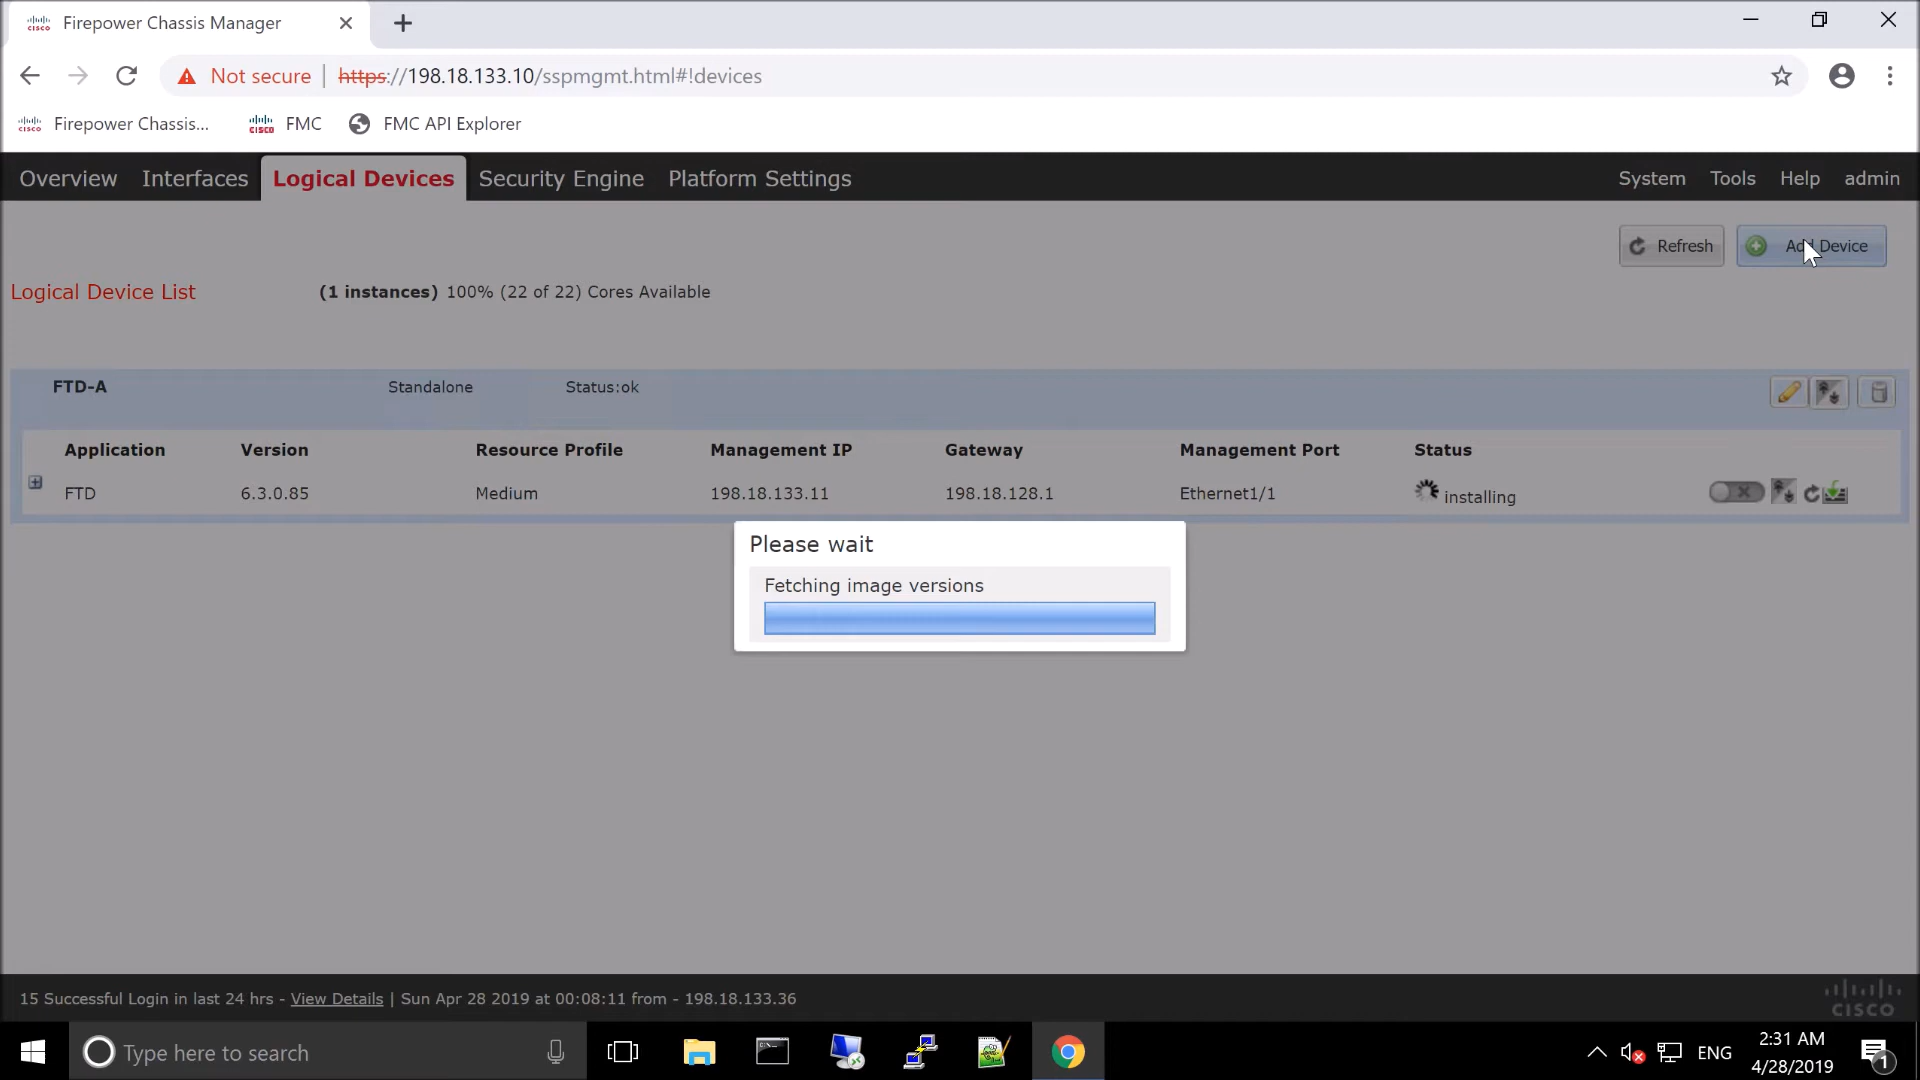 Firepower Chassis Manager
Not secure | https://198.18.133.10/sspmgmt.html#!devices
Firepower Chassis... FMC FMC API Explorer
Overview Interfaces Logical Devices Security Engine Platform Settings System Tools Help admin
Refresh Add Device
Logical Device List (1 instances) 100% (22 of 22) Cores Available
FTD-A Standalone Status:ok
Application Version Resource Profile Management IP Gateway Management Port Status
FTD 6.3.0.85 Medium 198.18.133.11 198.18.128.1 Ethernet1/1 installing
Please wait
Fetching image versions
15 Successful Login in last 24 hrs - View Details | Sun Apr 28 2019 at 00:08:11 from - 198.18.133.36
CISCO
Type here to search
ENG
2:31 AM
4/28/2019
1